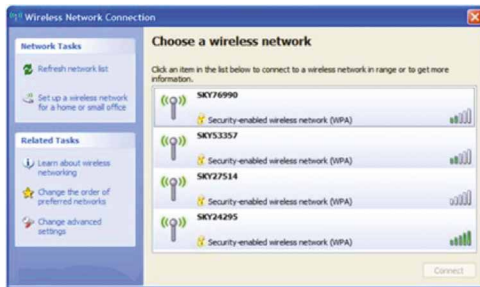 Wireless Network Connection
Network Tasks
Refresh network list
Set up a wireless network
for a home or small office
Related Tasks
Learn about wireless
networking
Change the order of
preferred networks
Change advanced
settings
Choose a wireless network
Click an item in the list below to connect to a wireless network in range or to get more
information.
SKY76990
Security-enabled wireless network (WPA)
SKY53357
Security-enabled wireless network (WPA)
SKY27514
Security-enabled wireless network (WPA)
SKY24295
Security-enabled wireless network (WPA)
Connect